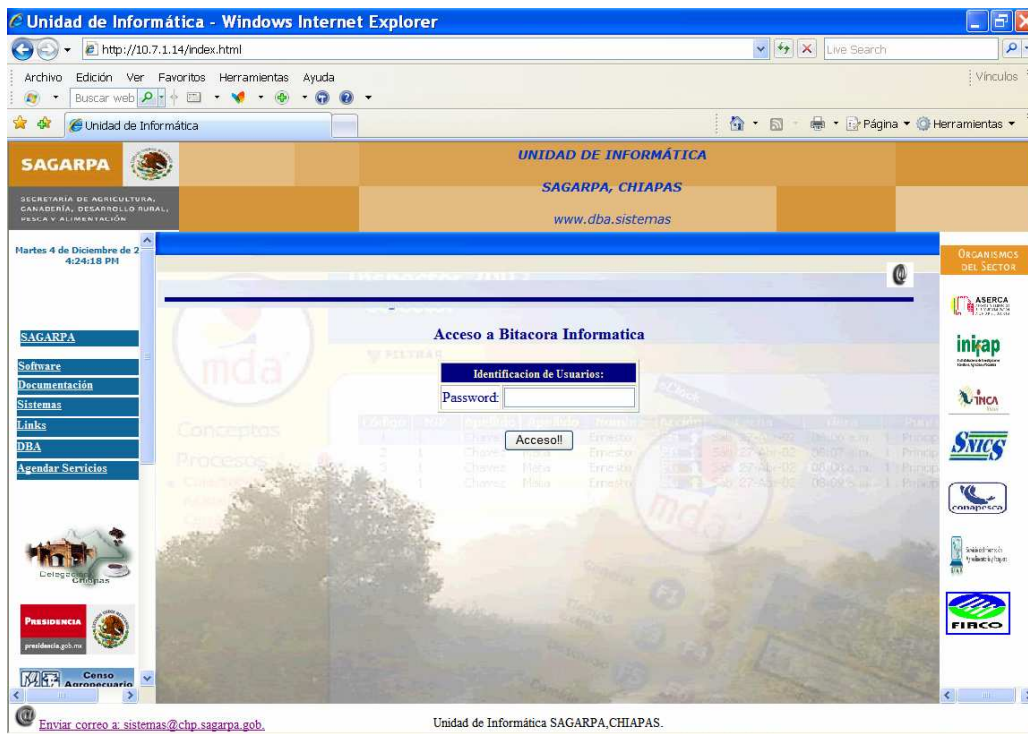 Unidad de Informática - Windows Internet Explorer
http://10.7.1.14/index.html
Live Search
Archivo Edición Ver Favoritos Herramientas Ayuda
Vínculos
Buscar web
Unidad de Informática
Página Herramientas
SAGARPA
SECRETARÍA DE AGRICULTURA,
GANADERÍA, DESARROLLO RURAL,
PESCA Y ALIMENTACIÓN
UNIDAD DE INFORMÁTICA
SAGARPA, CHIAPAS
www.dba.sistemas
Martes 4 de Diciembre de 2
4:24:18 PM
SAGARPA
Software
Documentación
Sistemas
Links
DBA
Agendar Servicios
Delegación
Chiapas
PRESIDENCIA
presidencia.gob.mx
Censo
Agropecuario
mda
Conceptos
Procesos
Acceso a Bitacora Informatica
Identificacion de Usuarios:
Password:
Acceso!!
mda
ORGANISMOS
DEL SECTOR
ASERCA
inifap
INCA
SNICS
conapesca
FIRCO
Enviar correo a: sistemas@chp.sagarpa.gob.
Unidad de Informática SAGARPA,CHIAPAS.